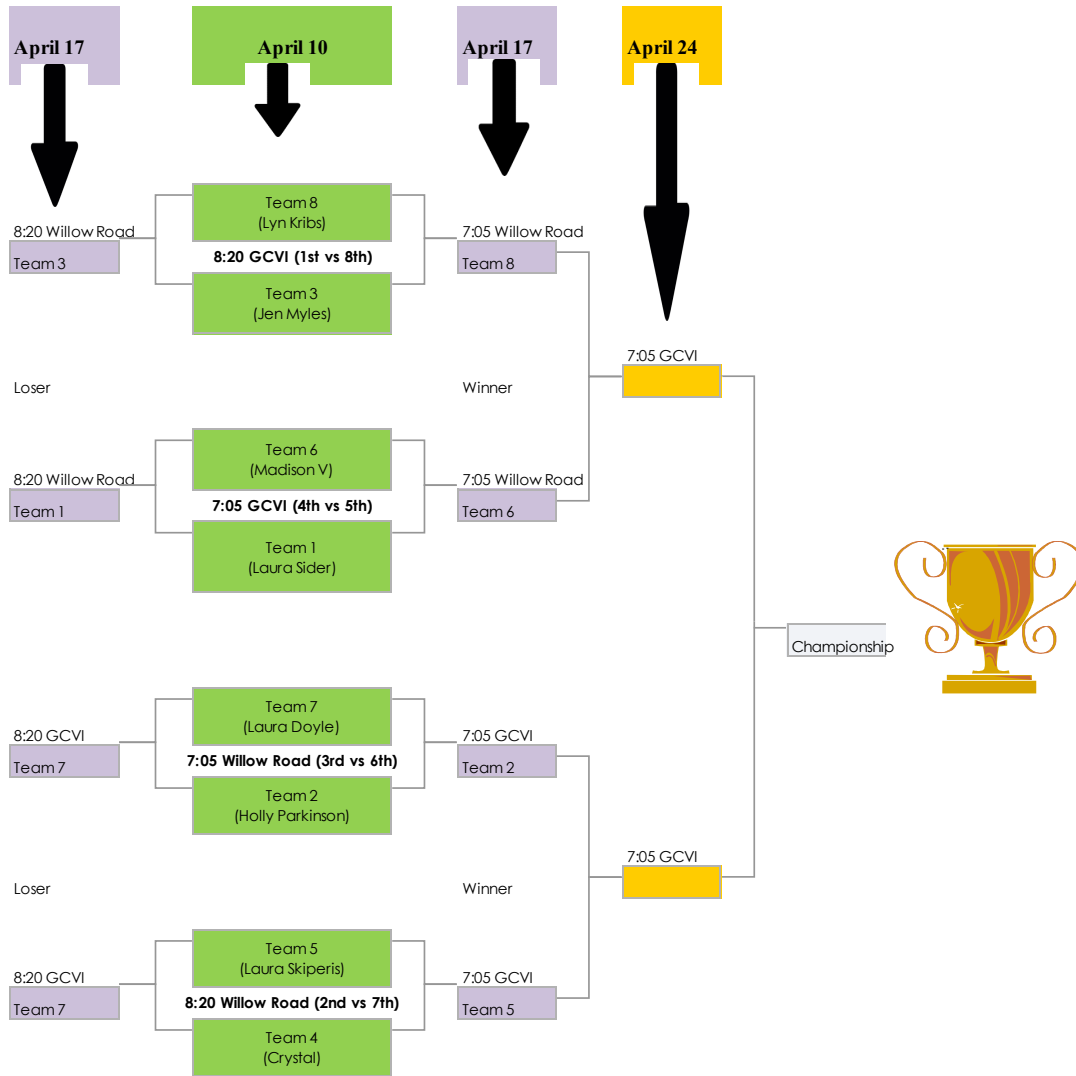 April 17
April 10
April 17
April 24
Team 8
(Lyn Kribs)
8:20 Willow Road
8:20 GCVI (1st vs 8th)
7:05 Willow Road
Team 3
Team 8
Team 3
(Jen Myles)
7:05 GCVI
Loser
Winner
Team 6
(Madison V)
8:20 Willow Road
7:05 GCVI (4th vs 5th)
7:05 Willow Road
Team 1
Team 6
Team 1
(Laura Sider)
Championship
Team 7
(Laura Doyle)
8:20 GCVI
7:05 Willow Road (3rd vs 6th)
7:05 GCVI
Team 7
Team 2
Team 2
(Holly Parkinson)
7:05 GCVI
Loser
Winner
Team 5
(Laura Skiperis)
8:20 GCVI
8:20 Willow Road (2nd vs 7th)
7:05 GCVI
Team 7
Team 5
Team 4
(Crystal)